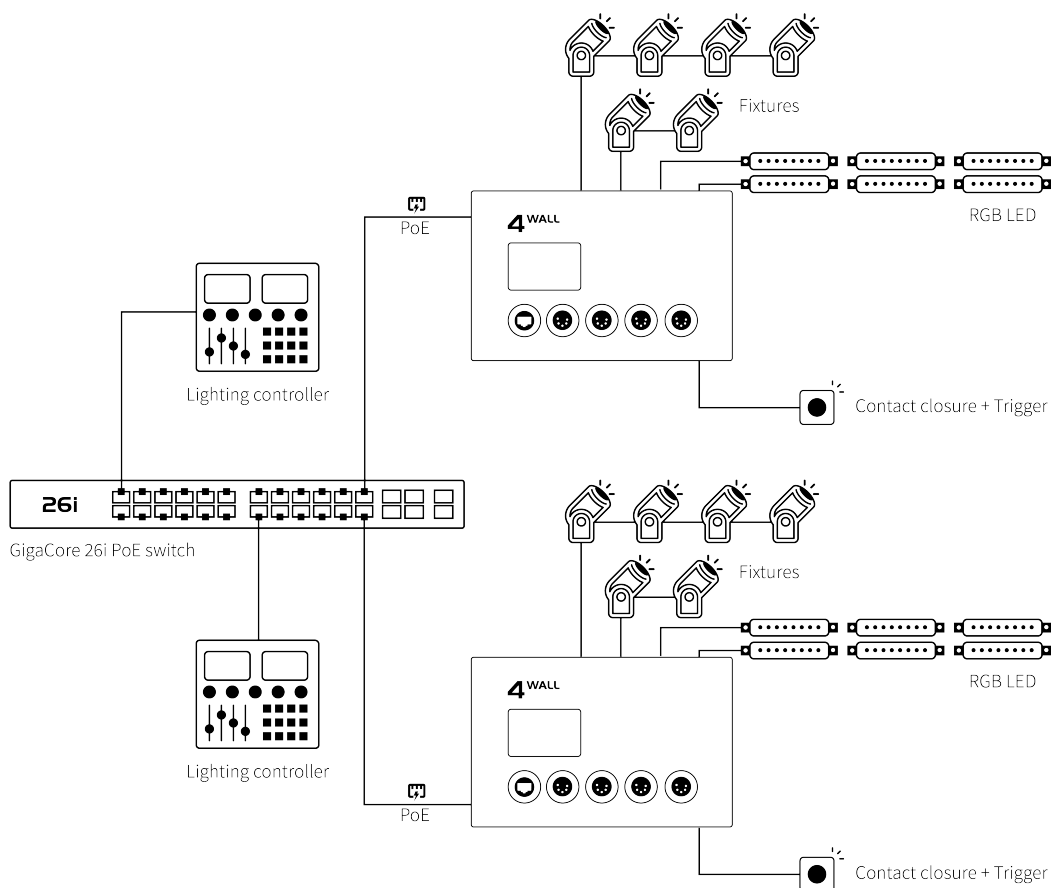 Fixtures
RGB LED
PoE
4 WALL
Lighting controller
Contact closure + Trigger
26i
GigaCore 26i PoE switch
Fixtures
RGB LED
4 WALL
Lighting controller
PoE
Contact closure + Trigger